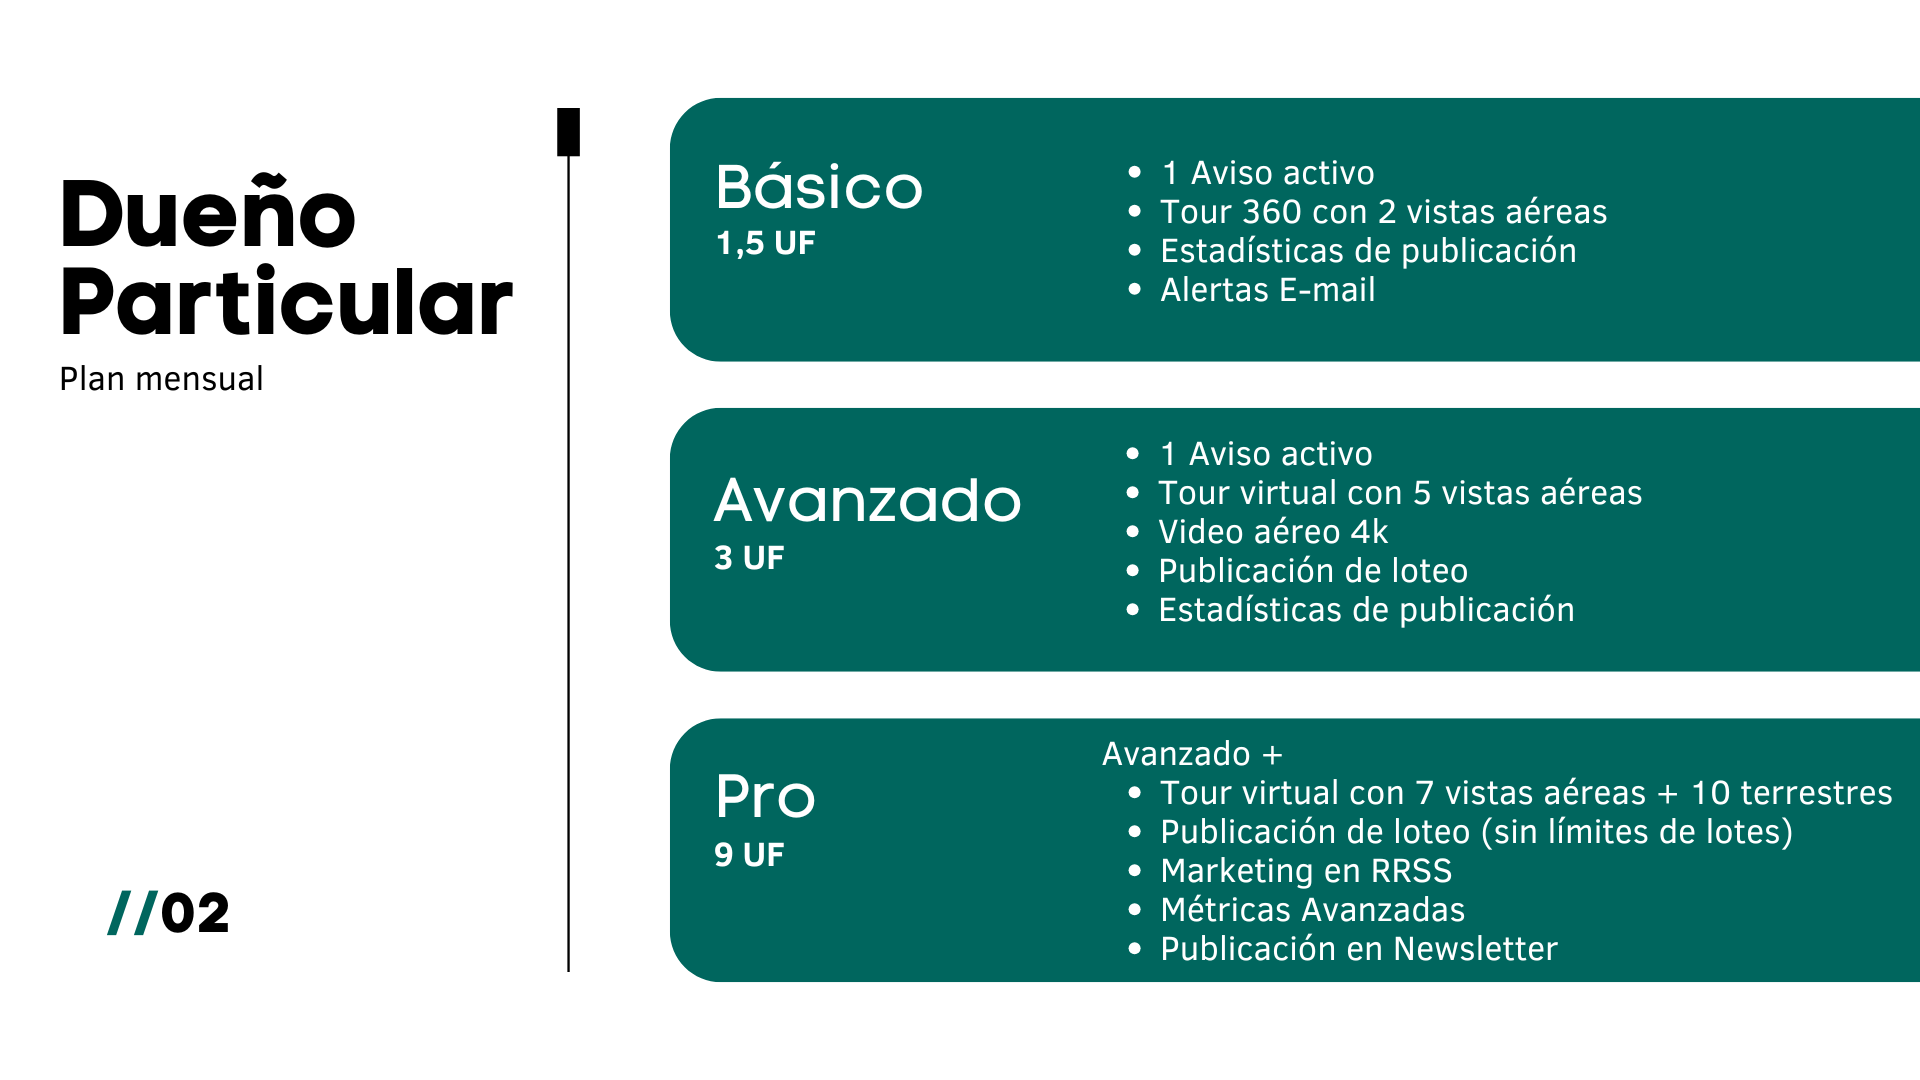 Dueño
Particular
Plan mensual
//02
Básico
1,5 UF
• 1 Aviso activo
• Tour 360 con 2 vistas aéreas
• Estadísticas de publicación
• Alertas E-mail
Avanzado
3 UF
• 1 Aviso activo
• Tour virtual con 5 vistas aéreas
• Video aéreo 4k
• Publicación de loteo
• Estadísticas de publicación
Pro
9 UF
Avanzado +
• Tour virtual con 7 vistas aéreas + 10 terrestres
• Publicación de loteo (sin límites de lotes)
• Marketing en RRSS
• Métricas Avanzadas
• Publicación en Newsletter